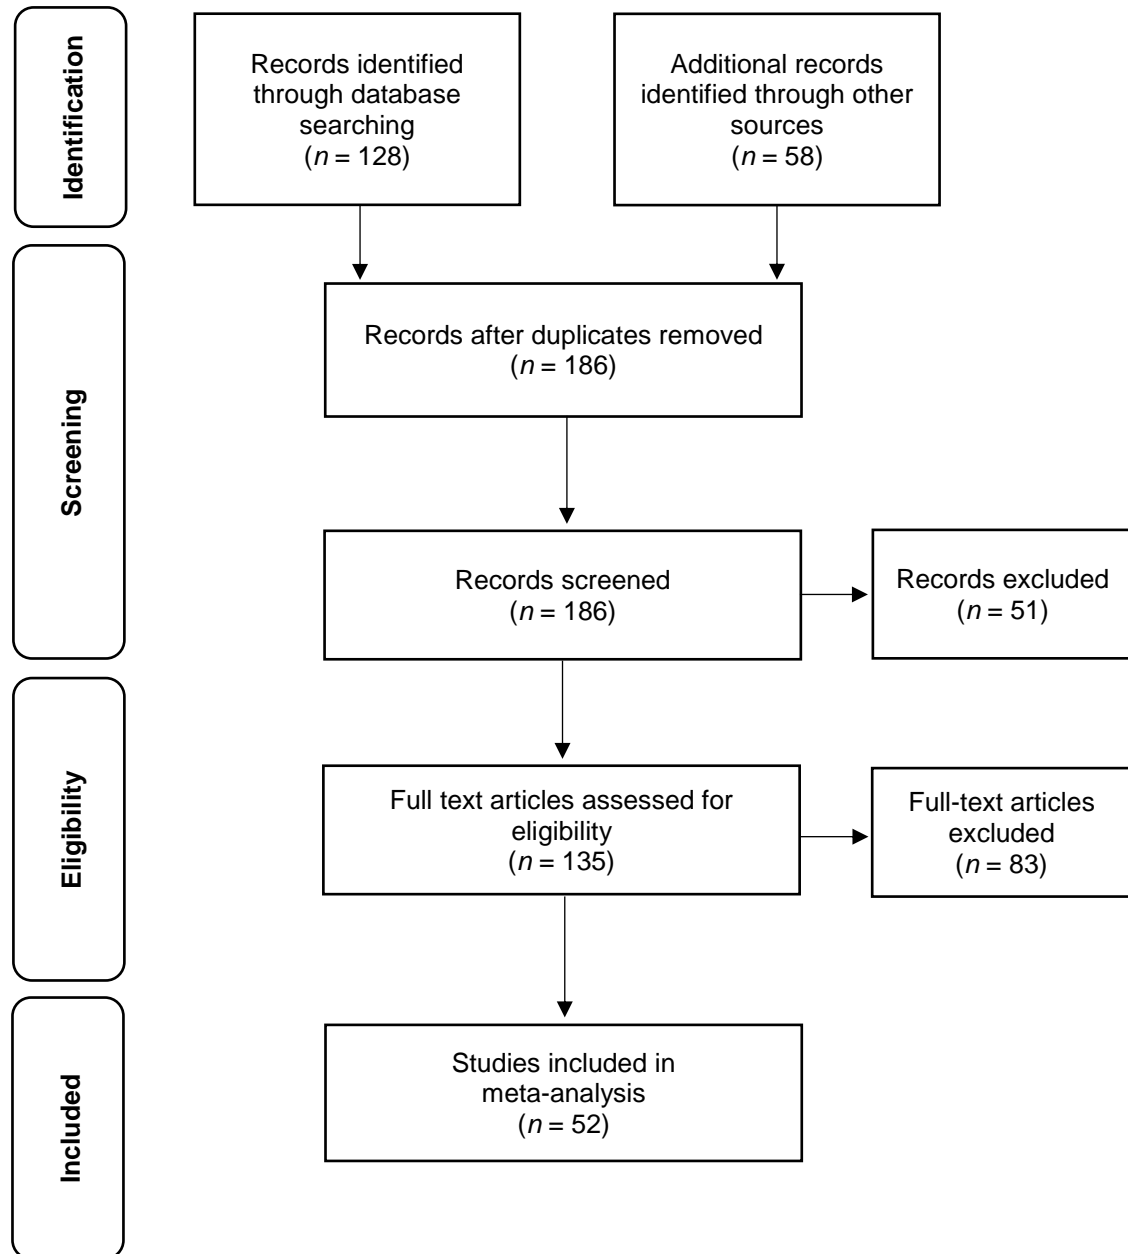 Identification
Records identified
through database
searching
(n = 128)
Additional records
identified through other
sources
(n = 58)
Screening
Records after duplicates removed
(n = 186)
Records screened
(n = 186)
Records excluded
(n = 51)
Eligibility
Full text articles assessed for
eligibility
(n = 135)
Full-text articles
excluded
(n = 83)
Included
Studies included in
meta-analysis
(n = 52)